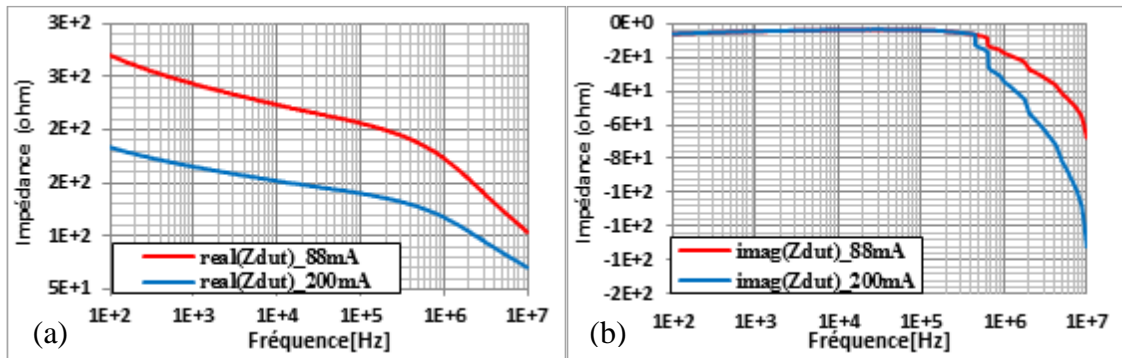 Impédance (ohm)
3E+2
3E+2
2E+2
2E+2
1E+2
5E+1
real(Zdut)_88mA
real(Zdut)_200mA
1E+2 1E+3 1E+4 1E+5 1E+6 1E+7
Fréquence[Hz]
(a)
Impédance (ohm)
0E+0
-2E+1
-4E+1
-6E+1
-8E+1
-1E+2
-1E+2
-1E+2
-2E+2
imag(Zdut)_88mA
imag(Zdut)_200mA
1E+2 1E+3 1E+4 1E+5 1E+6 1E+7
Fréquence[Hz]
(b)